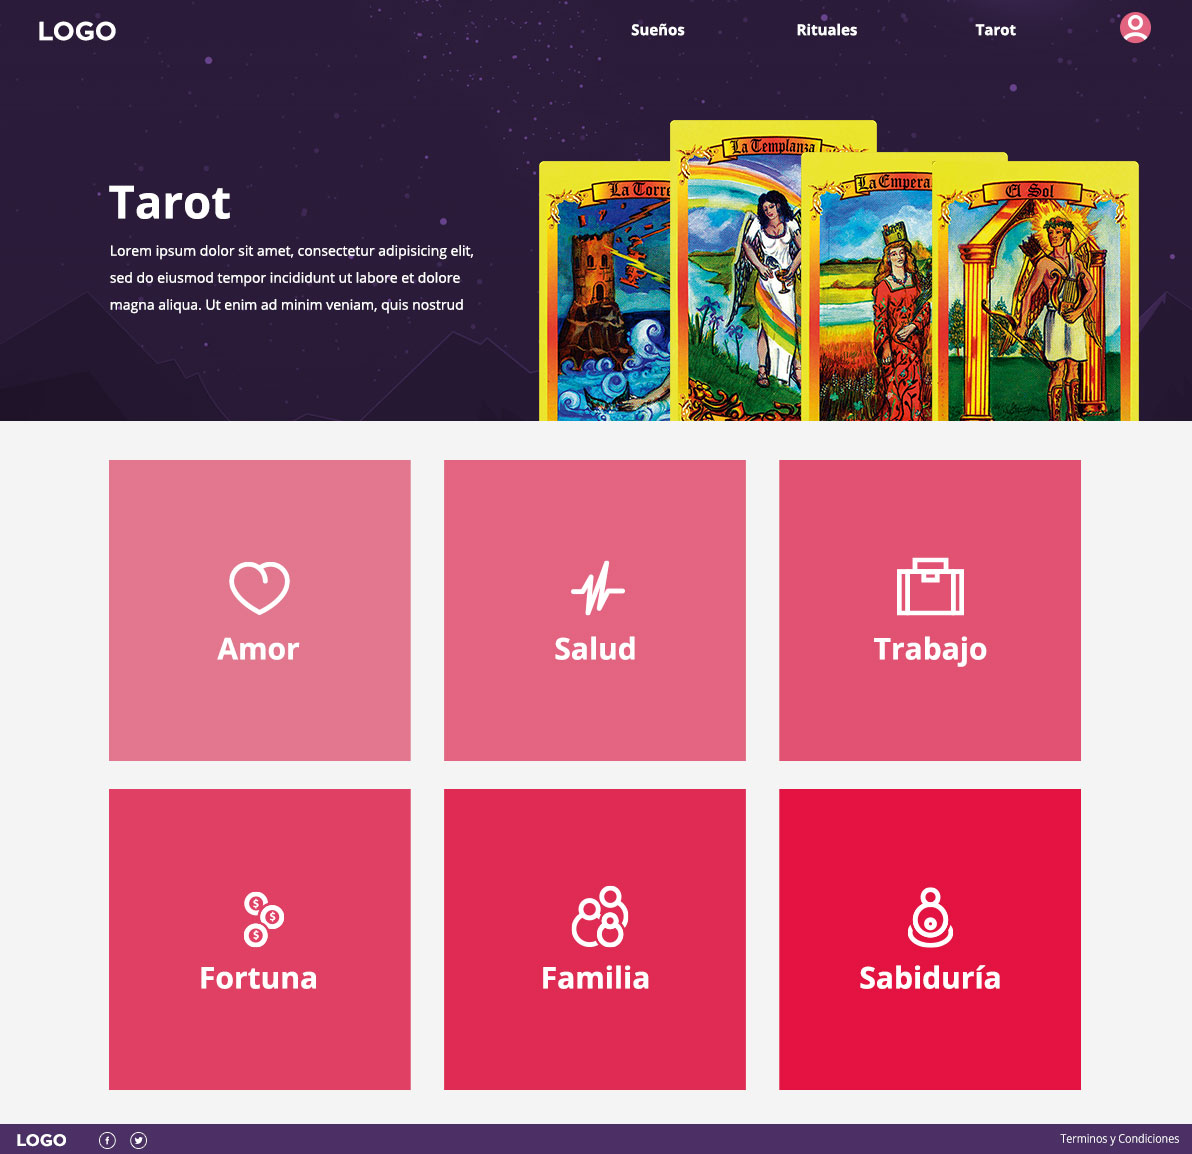 LOGO
Sueños
Rituales
Tarot
Tarot
Lorem ipsum dolor sit amet, consectetur adipisicing elit,
sed do eiusmod tempor incididunt ut labore et dolore
magna aliqua. Ut enim ad minim veniam, quis nostrud
La Torre
La Templanza
La Empera
El Sol
Amor
Salud
Trabajo
$
$
$
Fortuna
Familia
Sabiduría
LOGO
f
Terminos y Condiciones